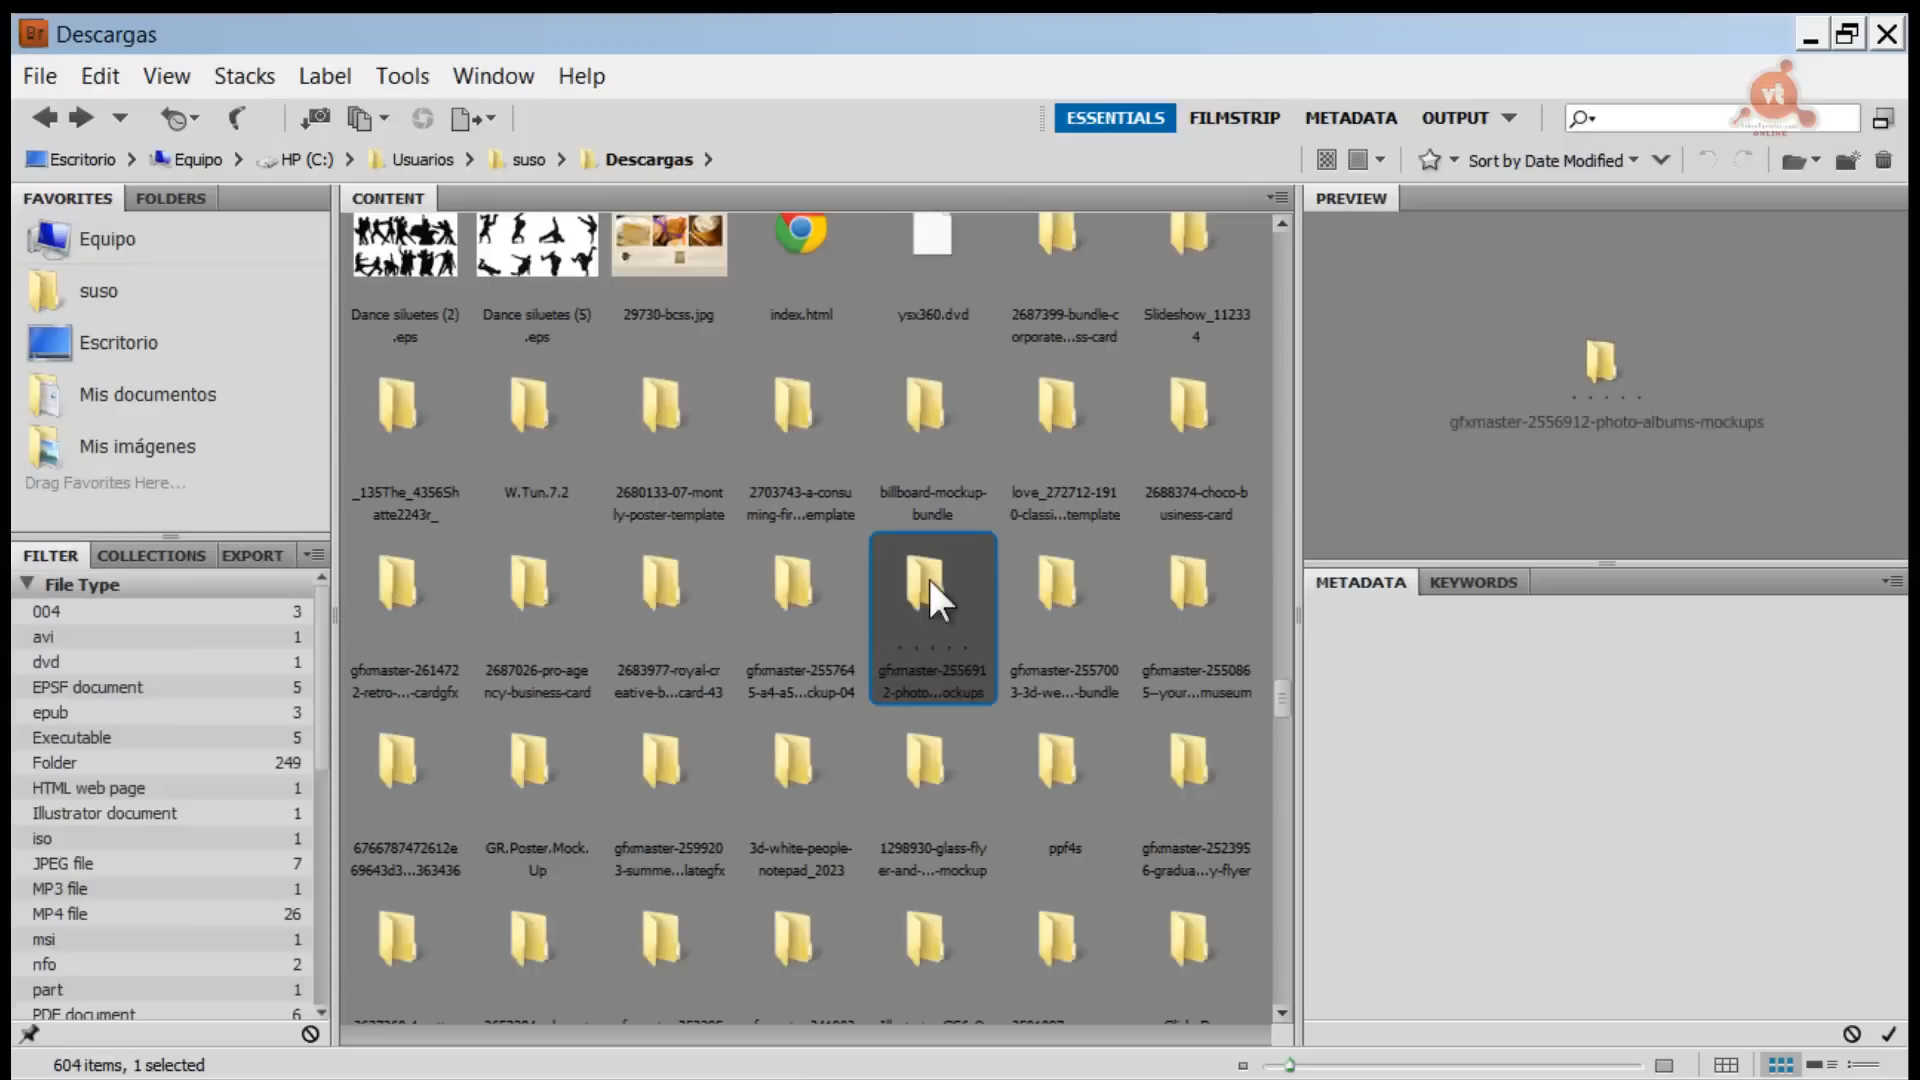 Br Descargas
File Edit View Stacks Label Tools Window Help
vt
ONLINE
ESSENTIALS FILMSTRIP METADATA OUTPUT
Escritorio Equipo HP (C:) Usuarios suso Descargas
Sort by Date Modified
FAVORITES FOLDERS
Equipo
suso
Escritorio
Mis documentos
Mis imágenes
Drag Favorites Here...
FILTER COLLECTIONS EXPORT
File Type
004 3
avi 1
dvd 1
EPSF document 5
epub 3
Executable 5
Folder 249
HTML web page 1
Illustrator document 1
iso 1
JPEG file 7
MP3 file 1
MP4 file 26
msi 1
nfo 2
part 1
PDF document 6
CONTENT
Dance siluetes (2)
.eps
Dance siluetes (5)
.eps
29730-bcss.jpg
index.html
ysx360.dvd
2687399-bundle-c
orporate...ss-card
Slideshow_11233
4
_135The_4356Sh
atte2243r_
W.Tun.7.2
2680133-07-mont
ly-poster-template
2703743-a-consu
ming-fir...emplate
billboard-mockup-
bundle
love_272712-191
0-classi...template
2688374-choco-b
usiness-card
gfxmaster-261472
2-retro-...-cardgfx
2687026-pro-age
ncy-business-card
2683977-royal-cr
eative-b...card-43
gfxmaster-255764
5-a4-a5...ckup-04
gfxmaster-255691
2-photo...ockups
gfxmaster-255700
3-3d-we...-bundle
gfxmaster-255086
5--your...museum
6766787472612e
69643d3...363436
GR.Poster.Mock.
Up
gfxmaster-259920
3-summe...lategfx
3d-white-people-
notepad_2023
1298930-glass-fly
er-and-...-mockup
ppf4s
gfxmaster-252395
6-gradua...y-flyer
PREVIEW
gfxmaster-2556912-photo-albums-mockups
METADATA KEYWORDS
604 items, 1 selected